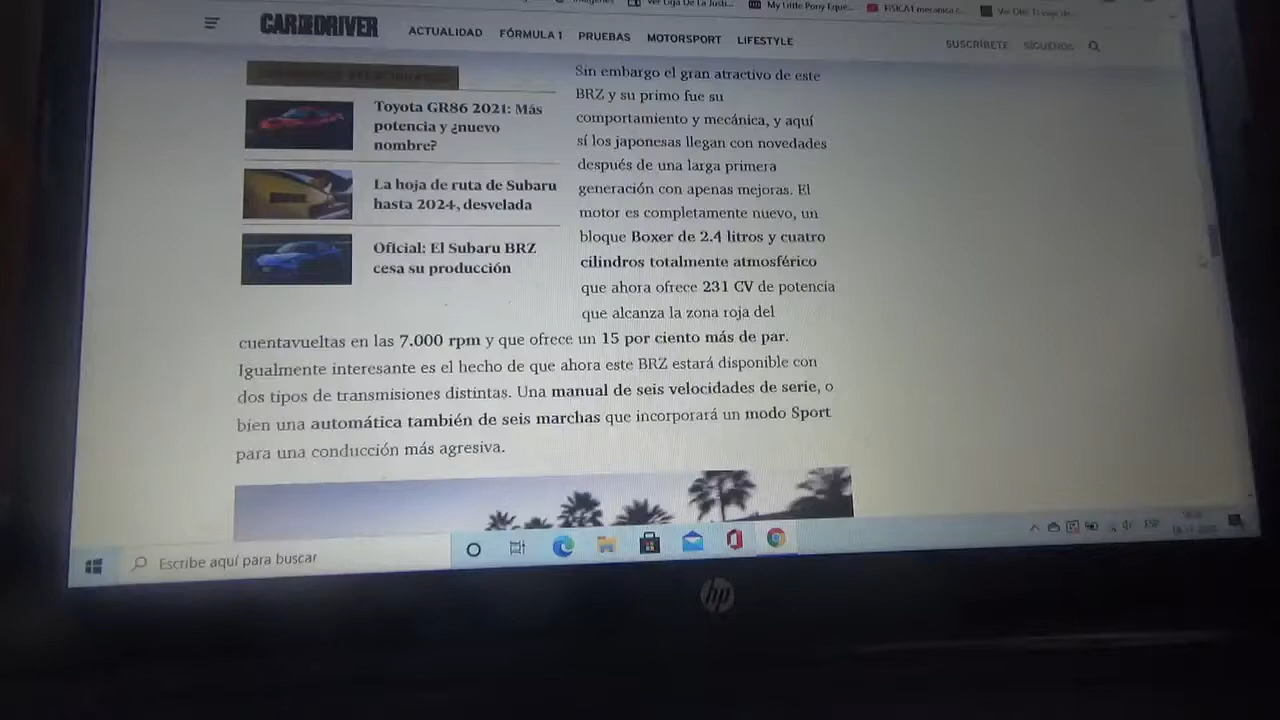 My Little Pony Eque...
CAR AND DRIVER
ACTUALIDAD FÓRMULA 1 PRUEBAS MOTORSPORT LIFESTYLE
SUSCRÍBETE SÍGUENOS
Toyota GR86 2021: Más
potencia y ¿nuevo
nombre?
La hoja de ruta de Subaru
hasta 2024, desvelada
Oficial: El Subaru BRZ
cesa su producción
Sin embargo el gran atractivo de este
BRZ y su primo fue su
comportamiento y mecánica, y aquí
sí los japonesas llegan con novedades
después de una larga primera
generación con apenas mejoras. El
motor es completamente nuevo, un
bloque Boxer de 2.4 litros y cuatro
cilindros totalmente atmosférico
que ahora ofrece 231 CV de potencia
que alcanza la zona roja del
cuentavueltas en las 7.000 rpm y que ofrece un 15 por ciento más de par.
Igualmente interesante es el hecho de que ahora este BRZ estará disponible con
dos tipos de transmisiones distintas. Una manual de seis velocidades de serie, o
bien una automática también de seis marchas que incorporará un modo Sport
para una conducción más agresiva.
Escribe aquí para buscar
ESP
hp